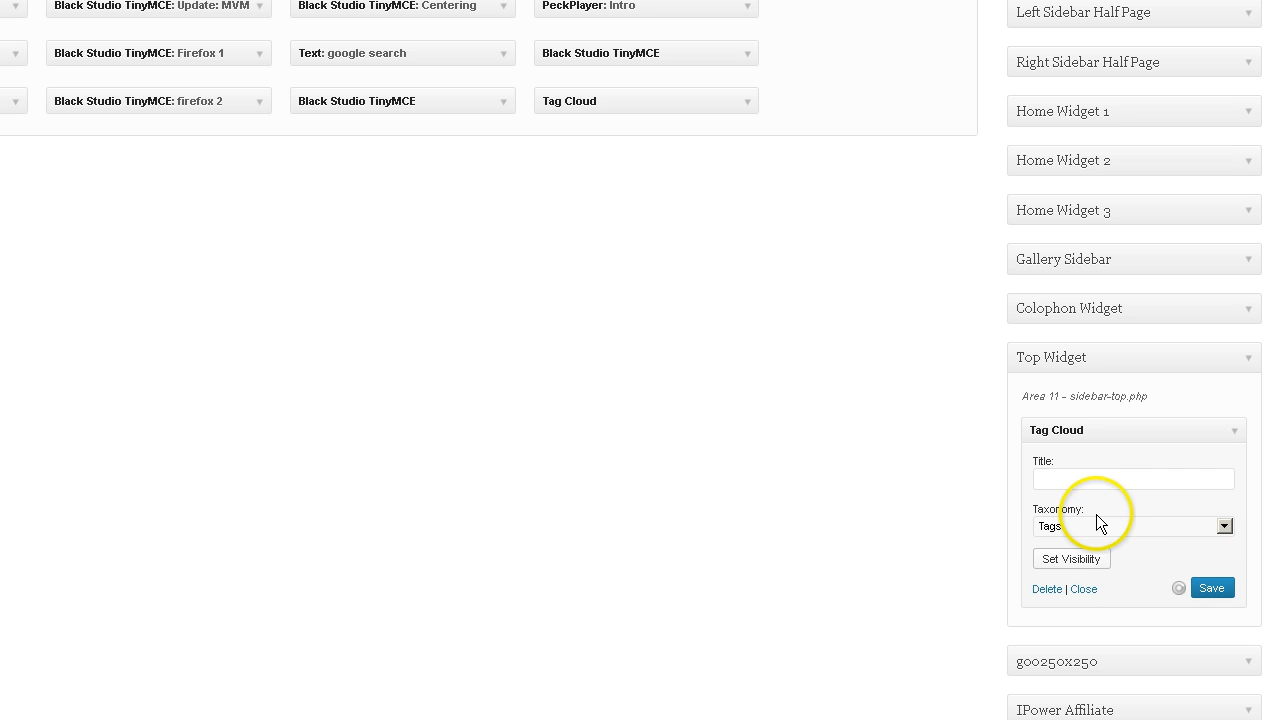 Black Studio TinyMCE: Update: MVM
Black Studio TinyMCE: Centering
PeckPlayer: Intro
Black Studio TinyMCE: Firefox 1
Text: google search
Black Studio TinyMCE
Black Studio TinyMCE: firefox 2
Black Studio TinyMCE
Tag Cloud
Left Sidebar Half Page
Right Sidebar Half Page
Home Widget 1
Home Widget 2
Home Widget 3
Gallery Sidebar
Colophon Widget
Top Widget
Area 11 - sidebar-top.php
Tag Cloud
Title:
Taxonomy:
Tags
Set Visibility
Delete | Close
Save
goo250x250
IPower Affiliate